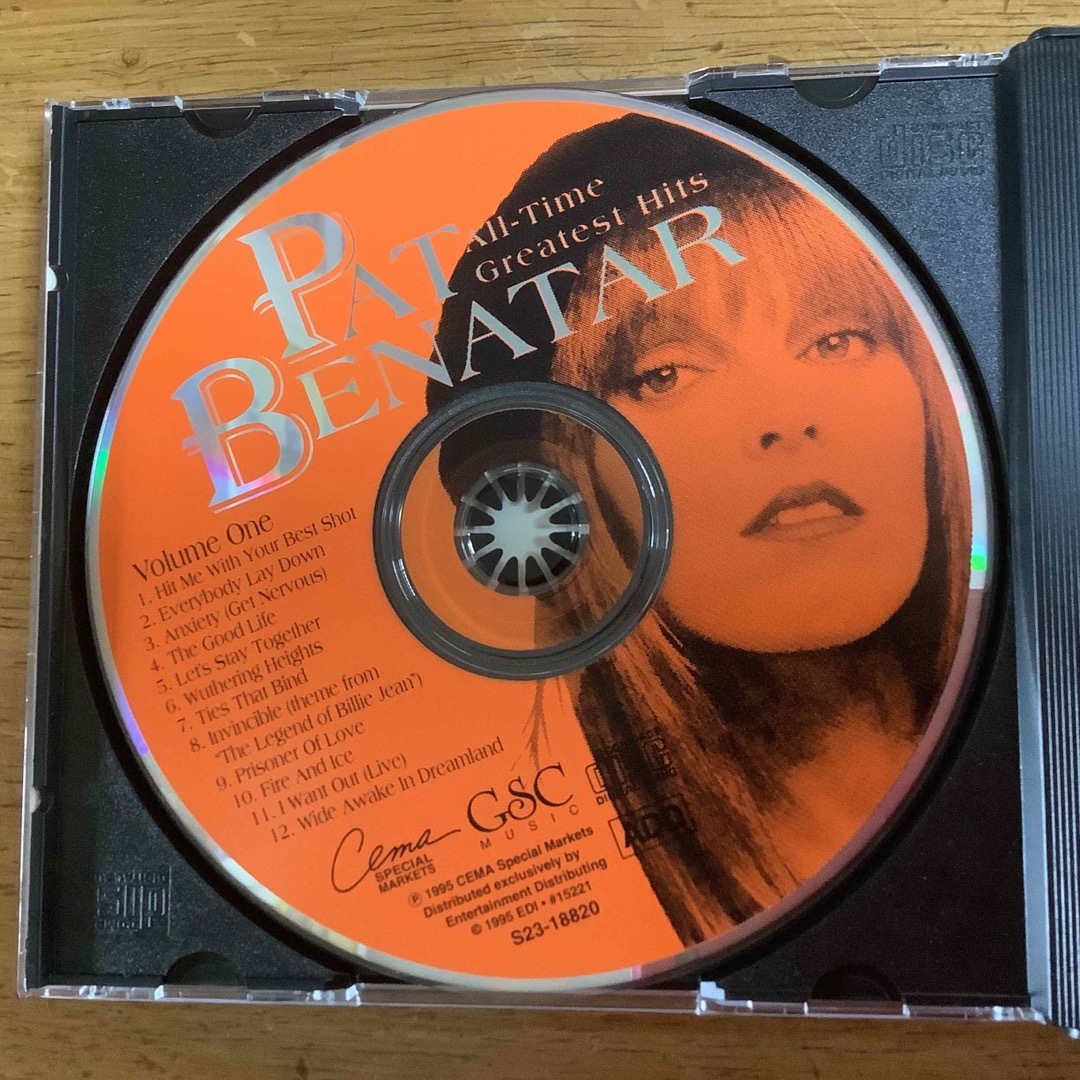 All-Time
Greatest Hits
PAT
BENATAR
Volume One
1. Hit Me With Your Best Shot
2. Everybody Lay Down
3. Anxiety (Get Nervous)
4. The Good Life
5. Let's Stay Together
6. Wuthering Heights
7. Ties That Bind
8. Invincible (theme from
"The Legend of Billie Jean")
9. Prisoner Of Love
10. Fire And Ice
11. I Want Out (Live)
12. Wide Awake In Dreamland
Cema
SPECIAL
MARKETS
GSC
MUSIC
ADD
℗ 1995 CEMA Special Markets
Distributed exclusively by
Entertainment Distributing
© 1995 EDI • #15221
S23-18820
disc